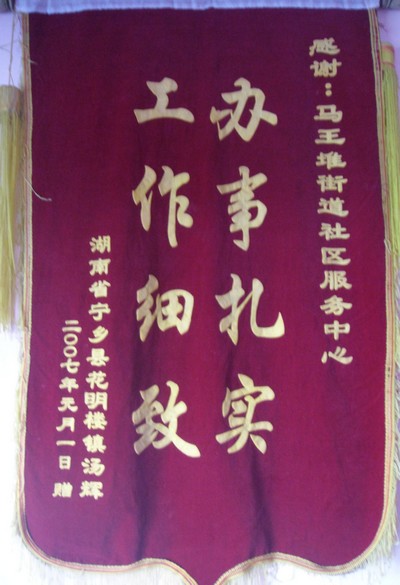 感谢：马王堆街道社区服务中心
办事扎实
工作细致
湖南省宁乡县花明楼镇汤辉
二00七年元月一日 赠